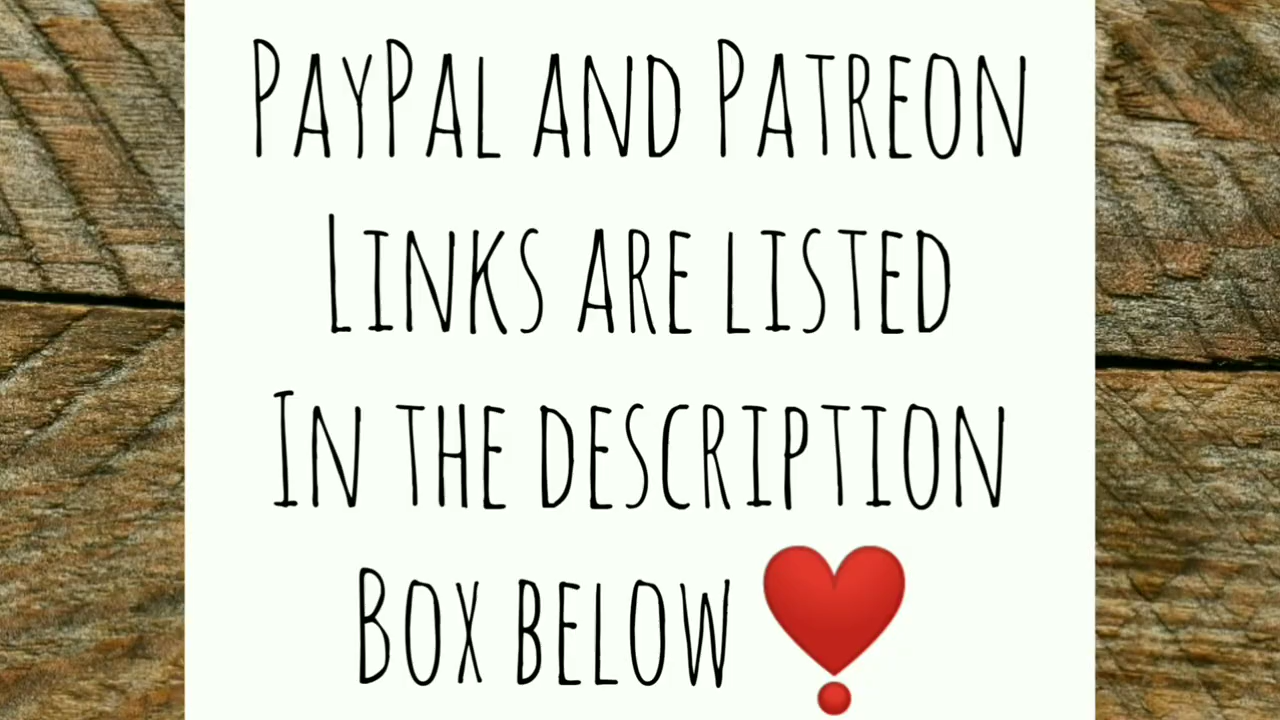 PayPal and Patreon
Links are listed
In the description
Box below ❣